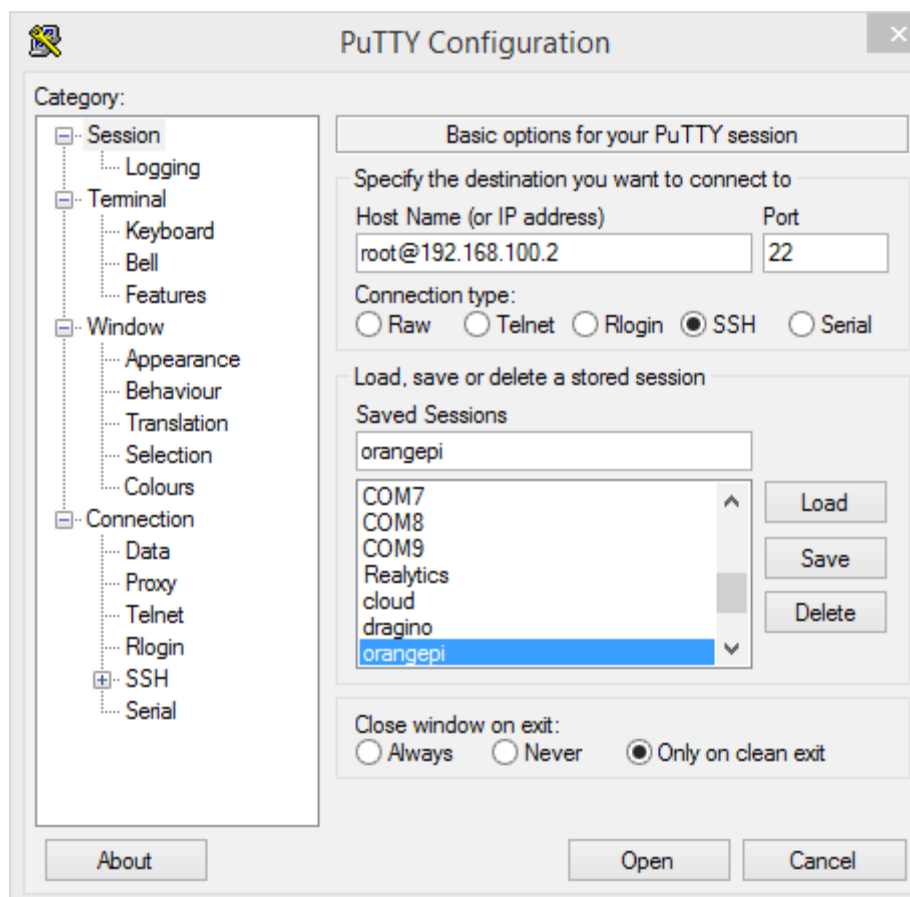 PuTTY Configuration
Category:
Session
Logging
Terminal
Keyboard
Bell
Features
Window
Appearance
Behaviour
Translation
Selection
Colours
Connection
Data
Proxy
Telnet
Rlogin
SSH
Serial
Basic options for your PuTTY session
Specify the destination you want to connect to
Host Name (or IP address) Port
root@192.168.100.2 22
Connection type:
Raw Telnet Rlogin SSH Serial
Load, save or delete a stored session
Saved Sessions
orangepi
COM7
COM8
COM9
Realytics
cloud
dragino
orangepi
Load
Save
Delete
Close window on exit:
Always Never Only on clean exit
About Open Cancel